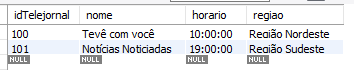 idTelejornal nome horario regiao
100 Tevê com você 10:00:00 Região Nordeste
101 Notícias Noticiadas 19:00:00 Região Sudeste
NULL NULL NULL NULL